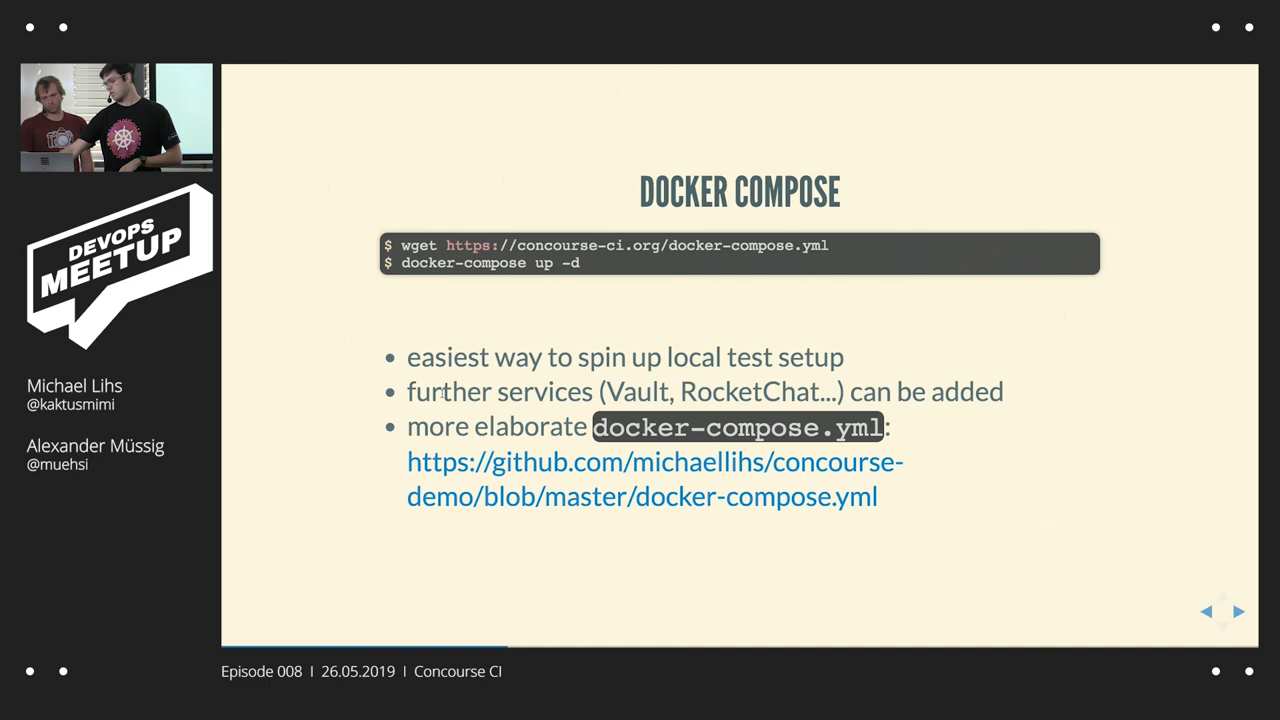 DEVOPS
MEETUP
Michael Lihs
@kaktusmimi
Alexander Müssig
@muehsi
DOCKER COMPOSE
$ wget https://concourse-ci.org/docker-compose.yml
$ docker-compose up -d
• easiest way to spin up local test setup
• further services (Vault, RocketChat...) can be added
• more elaborate docker-compose.yml:
https://github.com/michaellihs/concourse-
demo/blob/master/docker-compose.yml
Episode 008 | 26.05.2019 | Concourse CI